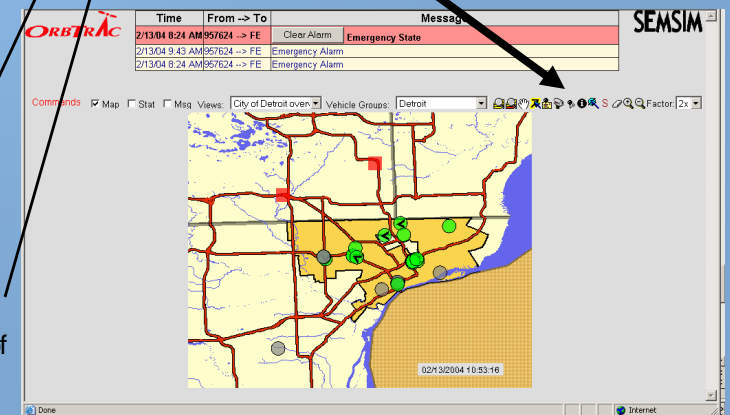 ORBTRAC
Time From --> To Message
SEMSIM
2/13/04 8:24 AM 957624 --> FE Clear Alarm Emergency State
2/13/04 9:43 AM 957624 --> FE Emergency Alarm
2/13/04 8:24 AM 957624 --> FE Emergency Alarm
Commands Map Stat Msg Views: City of Detroit overv Vehicle Groups: Detroit S Factor: 2x
of
02/13/2004 10:53:16
Done Internet